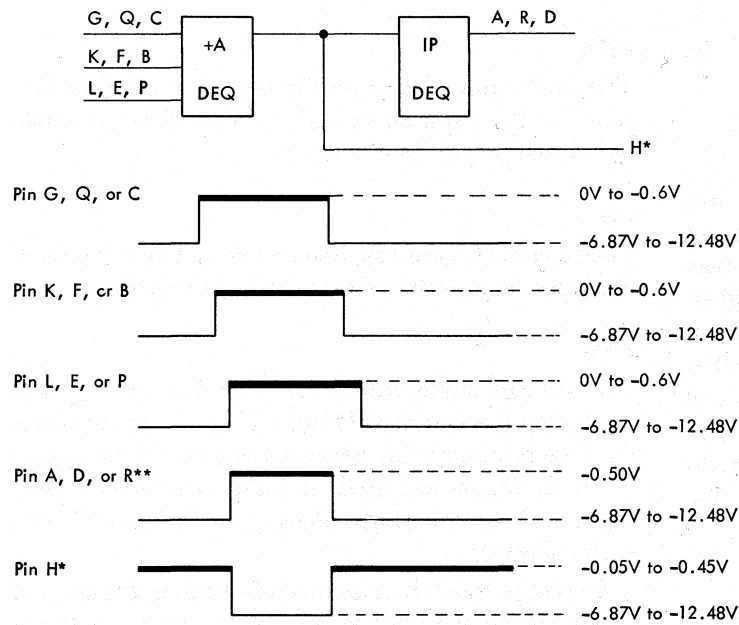 G, Q, C
K, F, B
L, E, P
+A
DEQ
IP
DEQ
A, R, D
H*
Pin G, Q, or C
0V to -0.6V
-6.87V to -12.48V
Pin K, F, cr B
0V to -0.6V
-6.87V to -12.48V
Pin L, E, or P
0V to -0.6V
-6.87V to -12.48V
Pin A, D, or R**
-0.50V
-6.87V to -12.48V
Pin H*
-0.05V to -0.45V
-6.87V to -12.48V